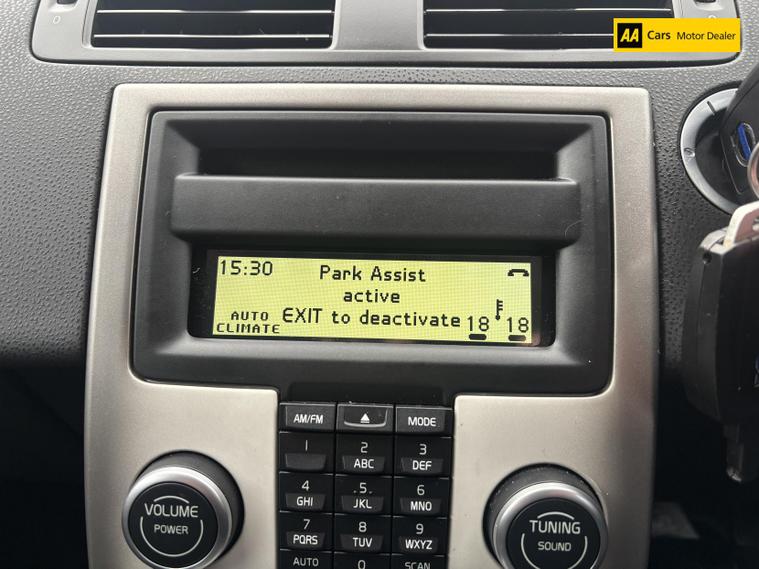 0
AA Cars Motor Dealer
15:30
Park Assist
active
EXIT to deactivate
AUTO
CLIMATE
18 18
AM/FM
MODE
1
2
ABC
3
DEF
4
GHI
5
JKL
6
MNO
7
PQRS
8
TUV
9
WXYZ
AUTO
0
SCAN
VOLUME
POWER
TUNING
SOUND